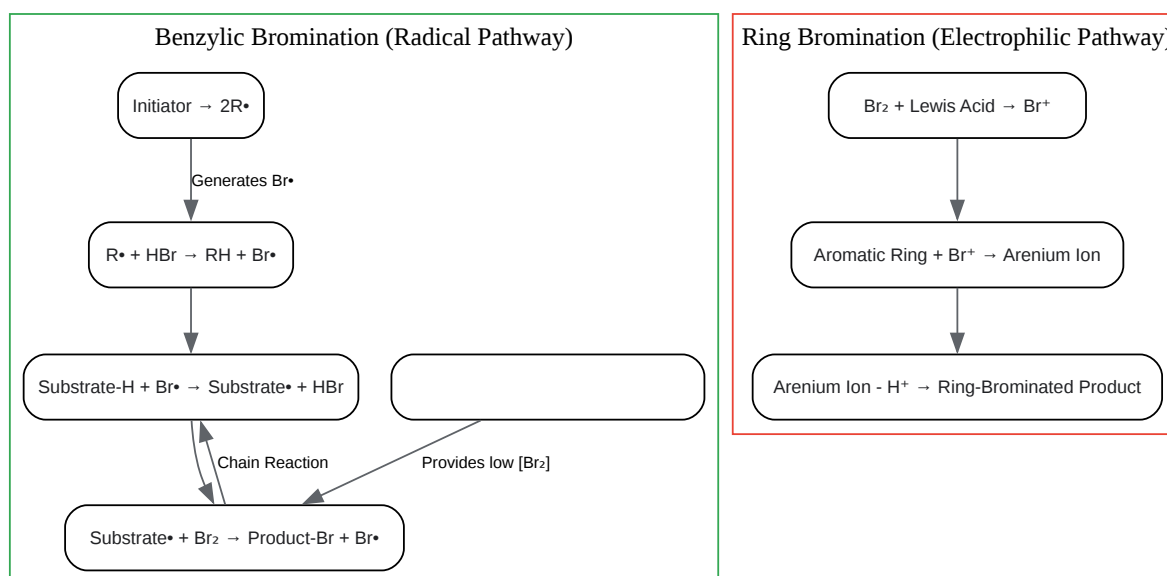 Benzylic Bromination (Radical Pathway)
Initiator → 2R•
Generates Br•
R• + HBr → RH + Br•
Substrate-H + Br• → Substrate• + HBr
Chain Reaction
Provides low [Br₂]
Substrate• + Br₂ → Product-Br + Br•
Ring Bromination (Electrophilic Pathway)
Br₂ + Lewis Acid → Br⁺
Aromatic Ring + Br⁺ → Arenium Ion
Arenium Ion - H⁺ → Ring-Brominated Product